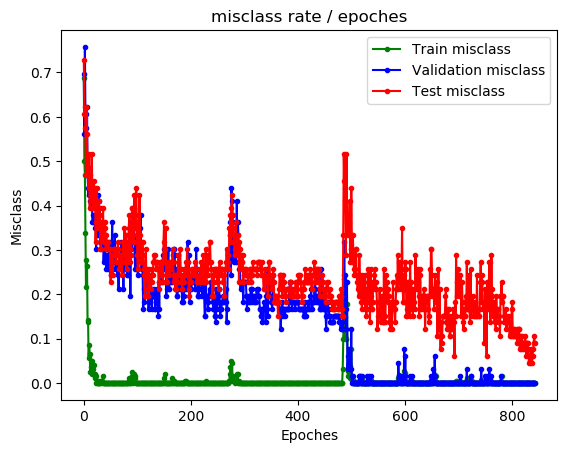 misclass rate / epoches
Train misclass
Validation misclass
Test misclass
Misclass
0.7
0.6
0.5
0.4
0.3
0.2
0.1
0.0
0 200 400 600 800
Epoches